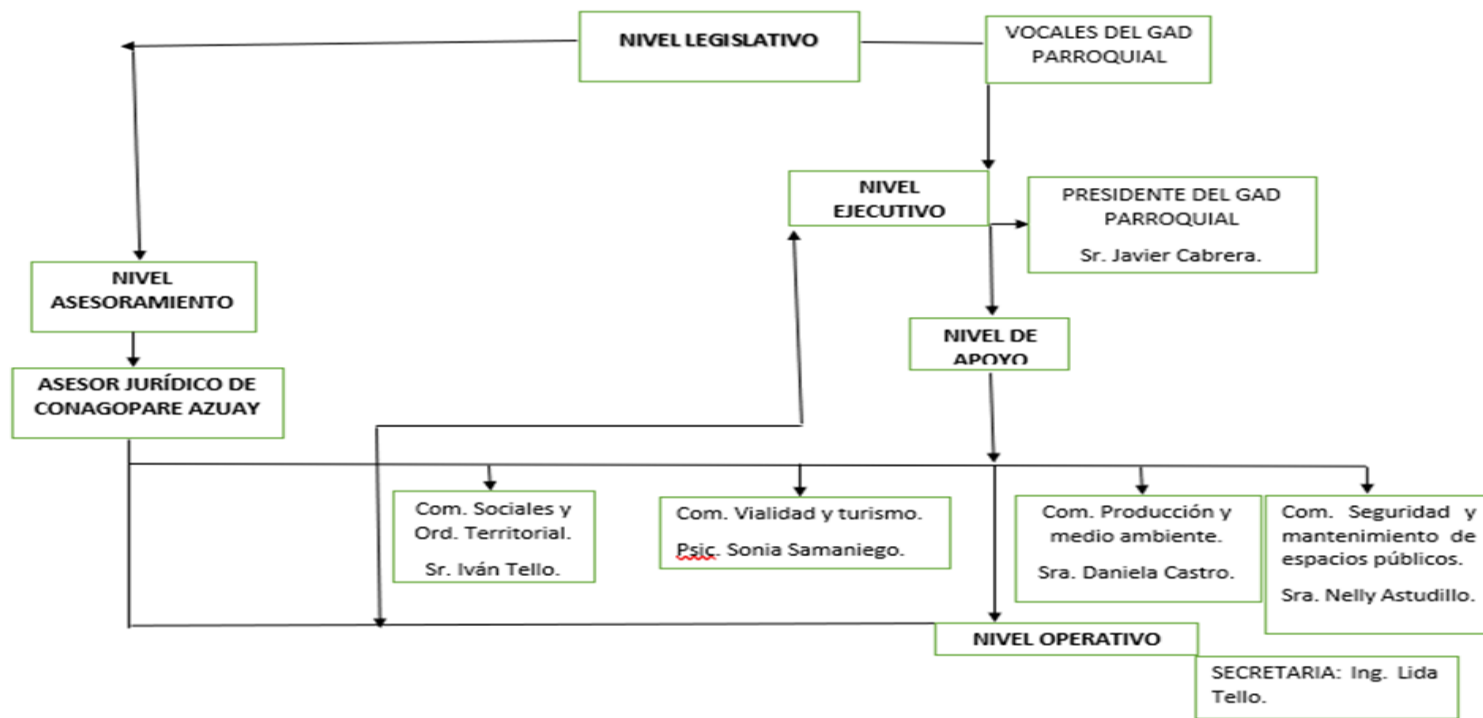 NIVEL LEGISLATIVO
VOCALES DEL GAD
PARROQUIAL
NIVEL
EJECUTIVO
PRESIDENTE DEL GAD
PARROQUIAL
Sr. Javier Cabrera.
NIVEL
ASESORAMIENTO
NIVEL DE
APOYO
ASESOR JURÍDICO DE
CONAGOPARE AZUAY
Com. Sociales y
Ord. Territorial.
Sr. Iván Tello.
Com. Vialidad y turismo.
Psic. Sonia Samaniego.
Com. Producción y
medio ambiente.
Sra. Daniela Castro.
Com. Seguridad y
mantenimiento de
espacios públicos.
Sra. Nelly Astudillo.
NIVEL OPERATIVO
SECRETARIA: Ing. Lida
Tello.